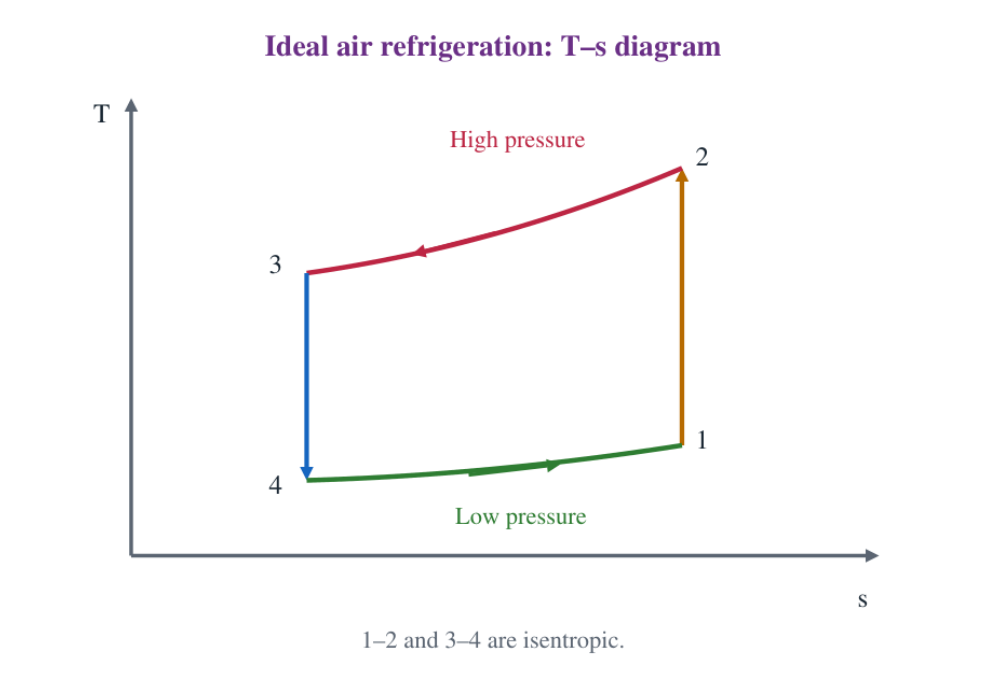 Ideal air refrigeration: T–s diagram
T
High pressure
2
3
1
4
Low pressure
s
1–2 and 3–4 are isentropic.